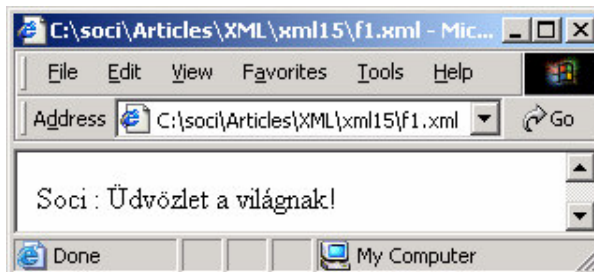 C:\soci\Articles\XML\xml15\f1.xml - Mic...
File Edit View Favorites Tools Help
Address C:\soci\Articles\XML\xml15\f1.xml Go
Soci : Üdvözlet a világnak!
Done My Computer